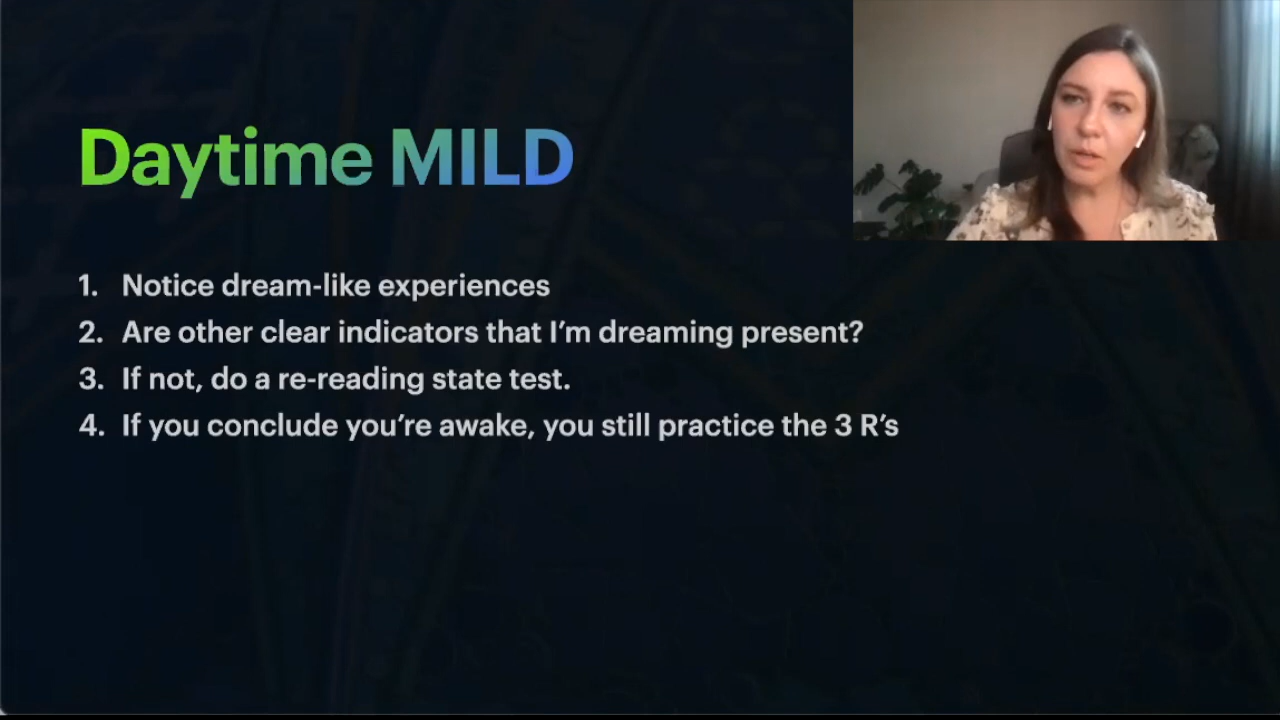 Daytime MILD
1. Notice dream-like experiences
2. Are other clear indicators that I'm dreaming present?
3. If not, do a re-reading state test.
4. If you conclude you're awake, you still practice the 3 R's